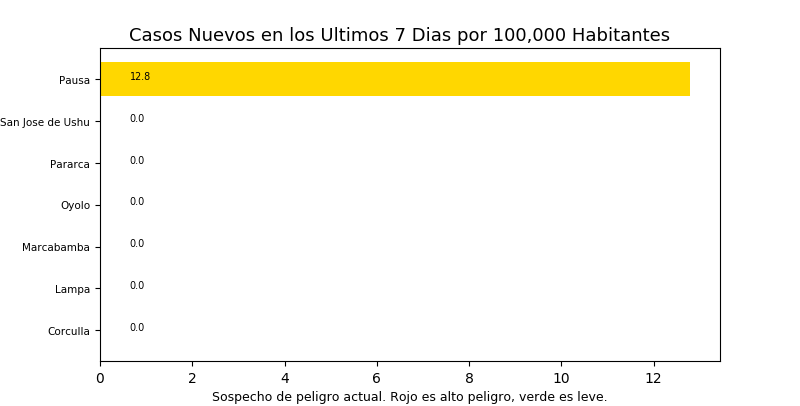 Casos Nuevos en los Ultimos 7 Dias por 100,000 Habitantes
Pausa 12.8
San Jose de Ushu 0.0
Pararca 0.0
Oyolo 0.0
Marcabamba 0.0
Lampa 0.0
Corculla 0.0
0 2 4 6 8 10 12
Sospecho de peligro actual. Rojo es alto peligro, verde es leve.